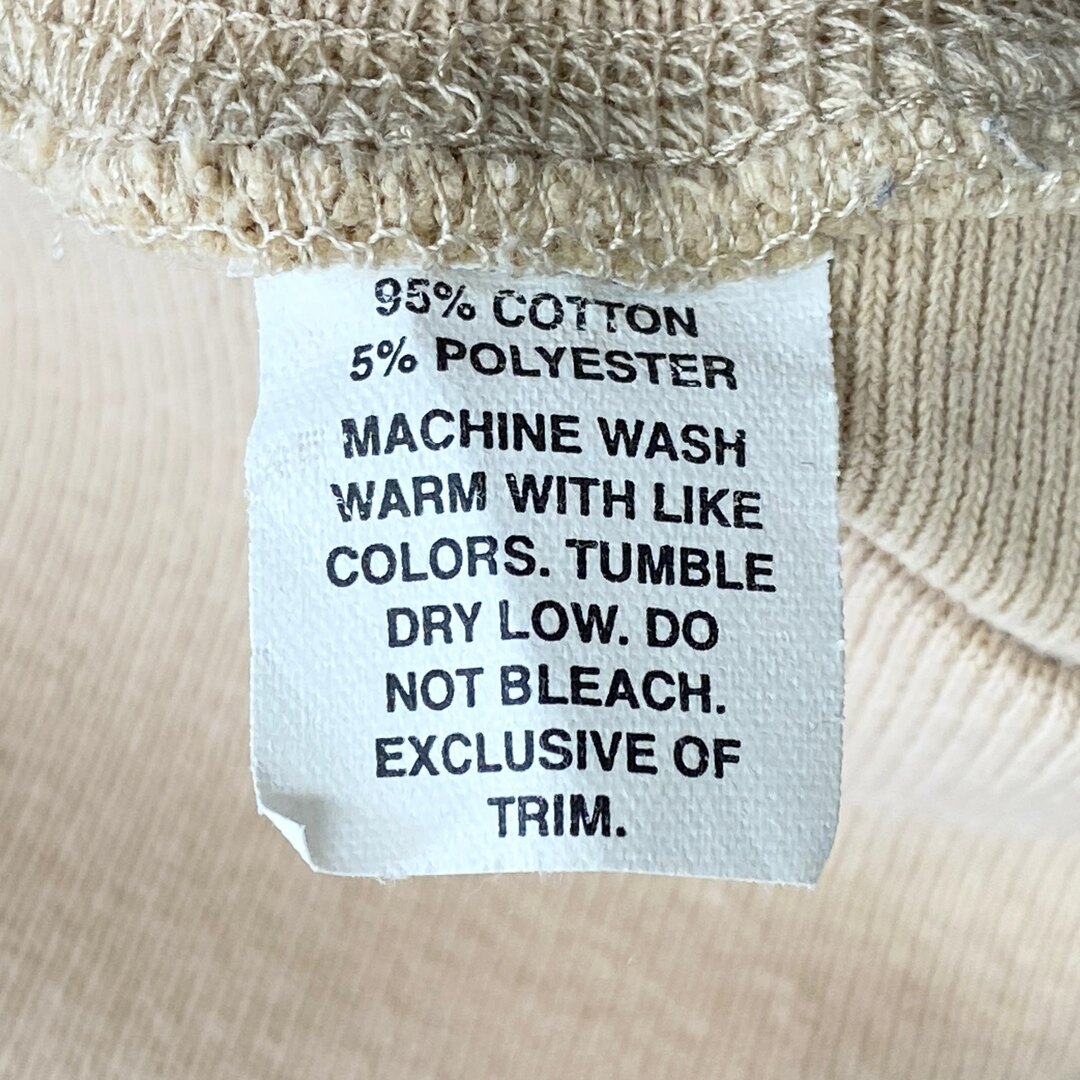 95% COTTON
5% POLYESTER
MACHINE WASH
WARM WITH LIKE
COLORS. TUMBLE
DRY LOW. DO
NOT BLEACH.
EXCLUSIVE OF
TRIM.